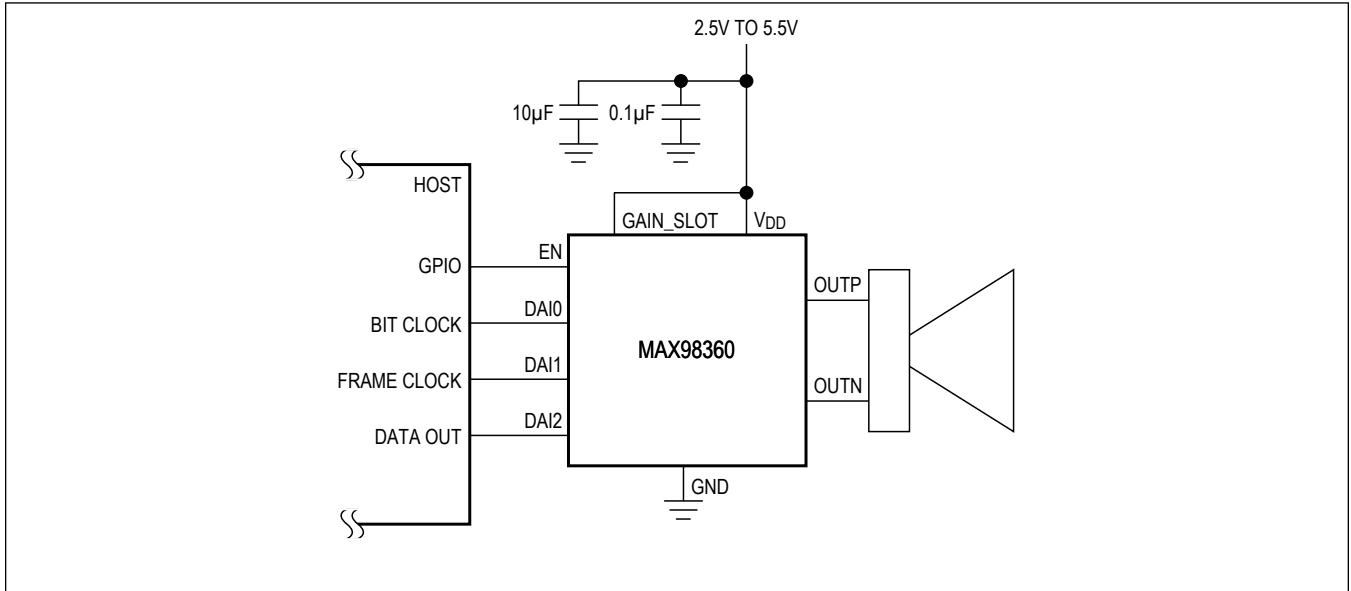 2.5V TO 5.5V
10µF
0.1µF
HOST
GAIN_SLOT
VDD
GPIO
EN
BIT CLOCK
DAI0
FRAME CLOCK
DAI1
DATA OUT
DAI2
MAX98360
OUTP
OUTN
GND